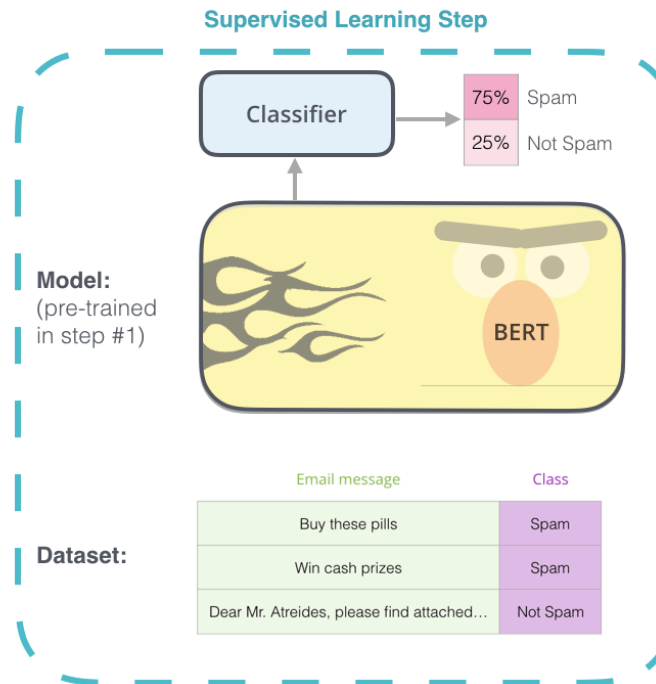 Supervised Learning Step
Classifier
75% Spam
25% Not Spam
Model:
(pre-trained
in step #1)
BERT
Email message Class
Buy these pills Spam
Dataset:
Win cash prizes Spam
Dear Mr. Atreides, please find attached… Not Spam